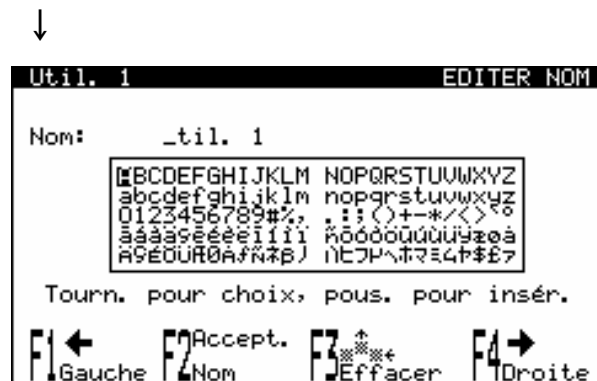 ↓
Util. 1 EDITER NOM
Nom: _til. 1
ABCDEFGHIJKLM NOPQRSTUVWXYZ
abcdefghijklm nopqrstuvwxyz
0123456789#%, .:;()+-*/<>
Tourn. pour choix, pous. pour insér.
F1 ← Gauche F2 Accept. Nom F3 Effacer F4 → Droite